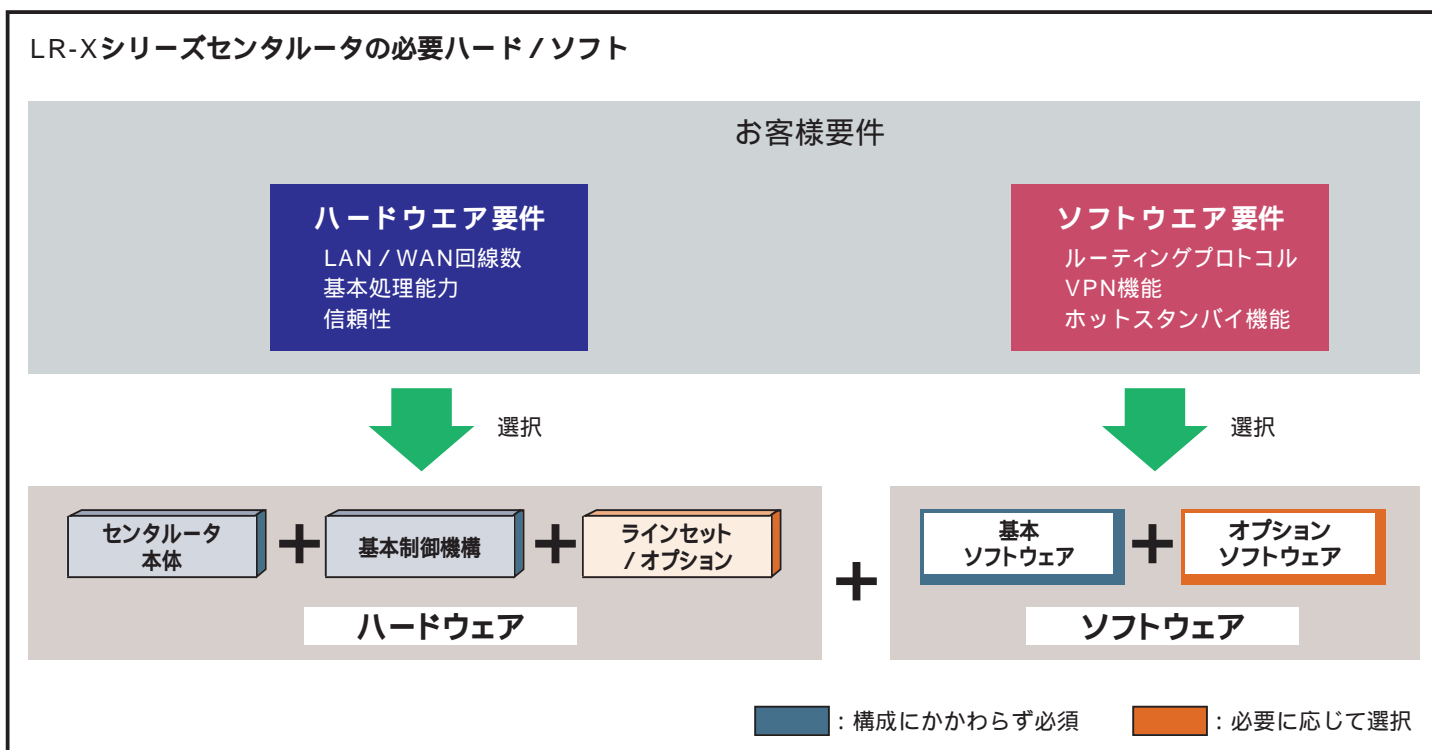 LR-Xシリーズセンタルータの必要ハード/ソフト
お客様要件
ハードウエア要件
LAN/WAN回線数
基本処理能力
信頼性
ソフトウエア要件
ルーティングプロトコル
VPN機能
ホットスタンバイ機能
選択
選択
センタルータ
本体
+
基本制御機構
+
ラインセット
/オプション
ハードウェア
+
基本
ソフトウェア
+
オプション
ソフトウェア
ソフトウェア
:構成にかかわらず必須
:必要に応じて選択